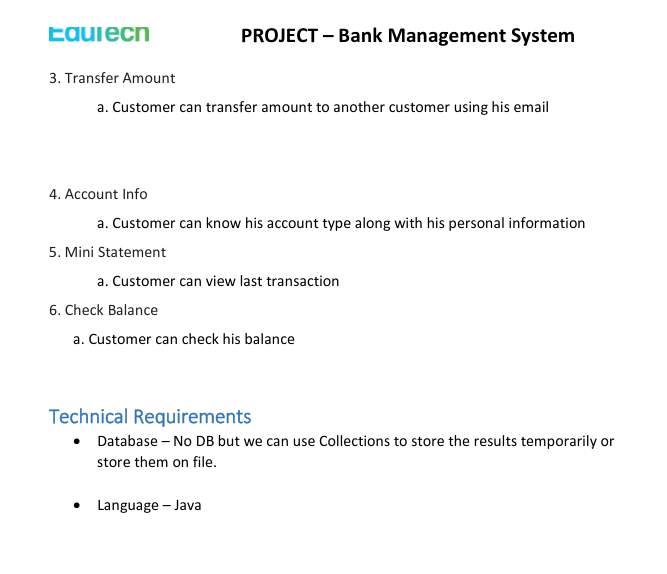 EduTech
PROJECT – Bank Management System
3. Transfer Amount
a. Customer can transfer amount to another customer using his email
4. Account Info
a. Customer can know his account type along with his personal information
5. Mini Statement
a. Customer can view last transaction
6. Check Balance
a. Customer can check his balance
Technical Requirements
• Database – No DB but we can use Collections to store the results temporarily or
store them on file.
• Language – Java